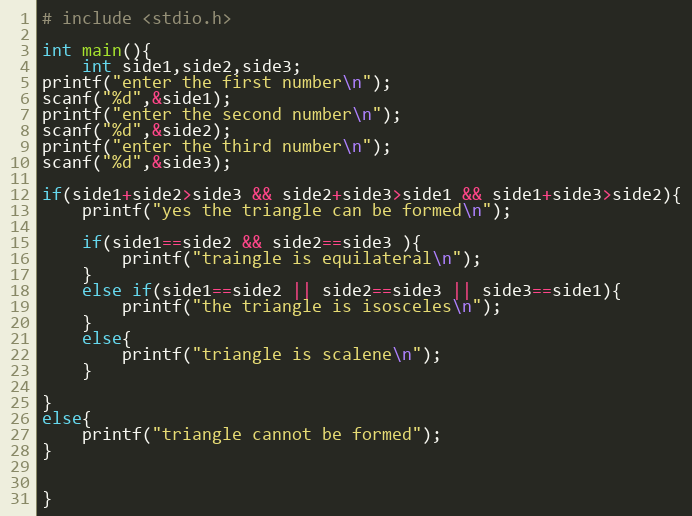 1 # include <stdio.h>
2
3 int main(){
4     int side1,side2,side3;
5 printf("enter the first number\n");
6 scanf("%d",&side1);
7 printf("enter the second number\n");
8 scanf("%d",&side2);
9 printf("enter the third number\n");
10 scanf("%d",&side3);
11
12 if(side1+side2>side3 && side2+side3>side1 && side1+side3>side2){
13     printf("yes the triangle can be formed\n");
14
15     if(side1==side2 && side2==side3 ){
16         printf("traingle is equilateral\n");
17     }
18     else if(side1==side2 || side2==side3 || side3==side1){
19         printf("the triangle is isosceles\n");
20     }
21     else{
22         printf("triangle is scalene\n");
23     }
24
25 }
26 else{
27     printf("triangle cannot be formed");
28 }
29
30
31 }